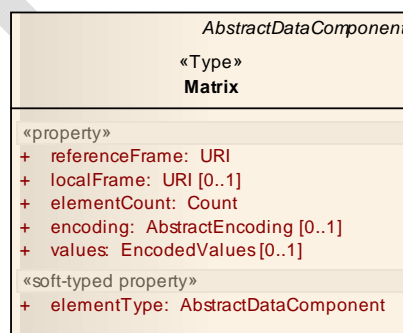 AbstractDataComponent
«Type»
Matrix
«property»
+ referenceFrame: URI
+ localFrame: URI [0..1]
+ elementCount: Count
+ encoding: AbstractEncoding [0..1]
+ values: EncodedValues [0..1]
«soft-typed property»
+ elementType: AbstractDataComponent